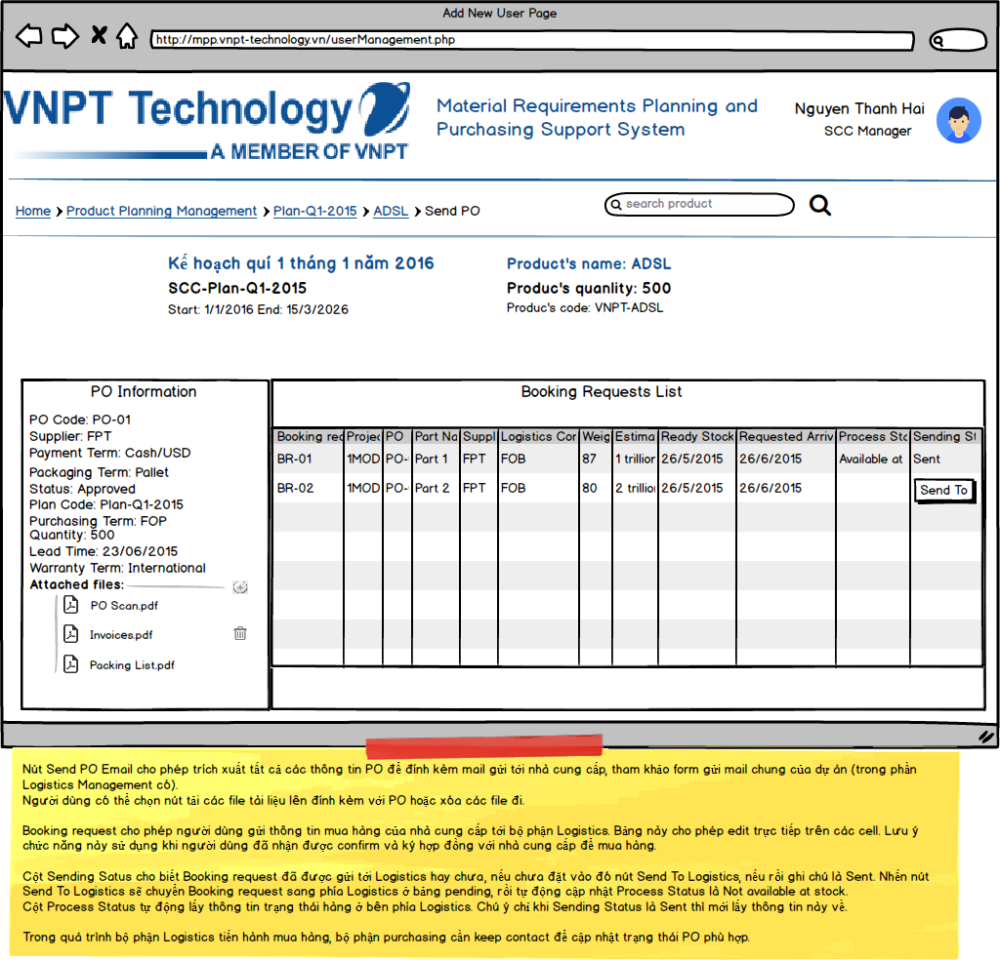 Add New User Page
http://mpp.vnpt-technology.vn/userManagement.php
VNPT Technology
A MEMBER OF VNPT
Material Requirements Planning and
Purchasing Support System
Nguyen Thanh Hai
SCC Manager
Home Product Planning Management Plan-Q1-2015 ADSL Send PO
search product
Kế hoạch quí 1 tháng 1 năm 2016
SCC-Plan-Q1-2015
Start: 1/1/2016 End: 15/3/2026
Product's name: ADSL
Produc's quanlity: 500
Produc's code: VNPT-ADSL
PO Information
PO Code: PO-01
Supplier: FPT
Payment Term: Cash/USD
Packaging Term: Pallet
Status: Approved
Plan Code: Plan-Q1-2015
Purchasing Term: FOP
Quantity: 500
Lead Time: 23/06/2015
Warranty Term: International
Attached files:
PO Scan.pdf
Invoices.pdf
Packing List.pdf
Booking Requests List
Booking req Projec PO Part Na Suppl Logistics Cor Weig Estima Ready Stock Requested Arriv Process Sta Sending St
BR-01 1MOD PO- Part 1 FPT FOB 87 1 trillion 26/5/2015 26/6/2015 Available at Sent
BR-02 1MOD PO- Part 2 FPT FOB 80 2 trillion 26/5/2015 26/6/2015 Send To
Nút Send PO Email cho phép trích xuất tất cả các thông tin PO để đính kèm mail gửi tới nhà cung cấp, tham khảo form gửi mail chung của dự án (trong phần
Logistics Management có).
Người dùng có thể chọn nút tải các file tài liệu lên đính kèm với PO hoặc xóa các file đi.
Booking request cho phép người dùng gửi thông tin mua hàng của nhà cung cấp tới bộ phận Logistics. Bảng này cho phép edit trực tiếp trên các cell. Lưu ý
chức năng này sử dụng khi người dùng đã nhận được confirm và ký hợp đồng với nhà cung cấp để mua hàng.
Cột Sending Satus cho biết Booking request đã được gửi tới Logistics hay chưa, nếu chưa đặt vào đó nút Send To Logistics, nếu rồi ghi chú là Sent. Nhấn nút
Send To Logistics sẽ chuyển Booking request sang phía Logistics ở bảng pending, rồi tự động cập nhật Process Status là Not available at stock.
Cột Process Status tự động lấy thông tin trạng thái hàng ở bên phía Logistics. Chú ý chỉ khi Sending Status là Sent thì mới lấy thông tin này về.
Trong quá trình bộ phận Logistics tiến hành mua hàng, bộ phận purchasing cần keep contact để cập nhật trạng thái PO phù hợp.